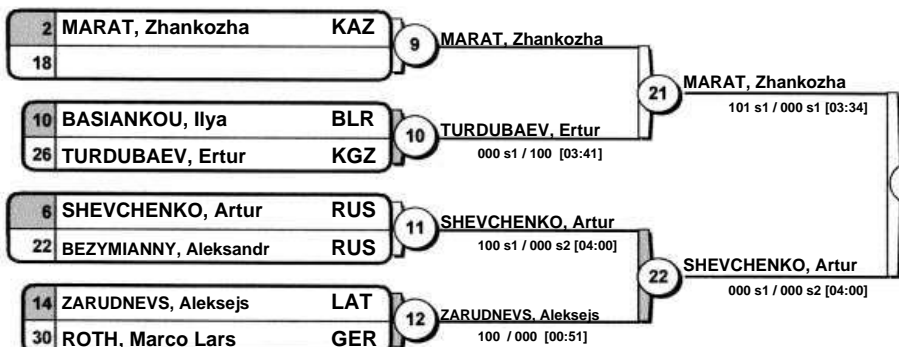 2 MARAT, Zhankozha KAZ
18
9
MARAT, Zhankozha
10 BASIANKOU, Ilya BLR
26 TURDUBAEV, Ertur KGZ
10
TURDUBAEV, Ertur
000 s1 / 100 [03:41]
21
MARAT, Zhankozha
101 s1 / 000 s1 [03:34]
6 SHEVCHENKO, Artur RUS
22 BEZYMIANNY, Aleksandr RUS
11
SHEVCHENKO, Artur
100 s1 / 000 s2 [04:00]
14 ZARUDNEVS, Aleksejs LAT
30 ROTH, Marco Lars GER
12
ZARUDNEVS, Aleksejs
100 / 000 [00:51]
22
SHEVCHENKO, Artur
000 s1 / 000 s2 [04:00]